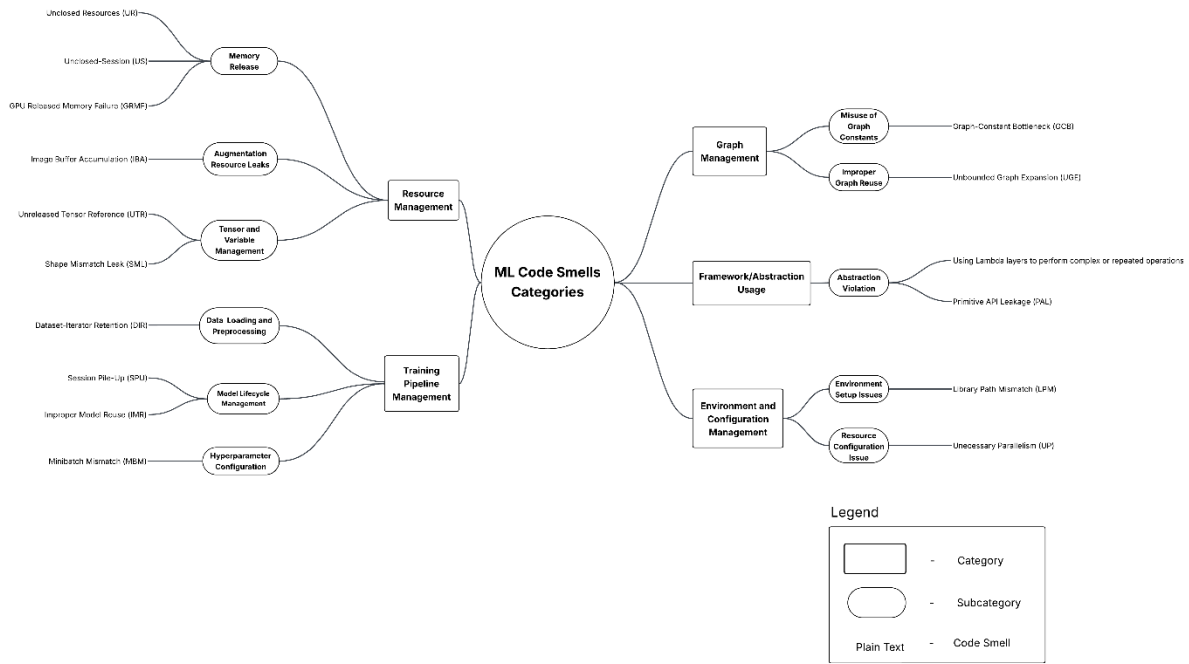 Unclosed Resources (UR)
Unclosed-Session (US)
GPU Released Memory Failure (GRMF)
Memory
Release
Image Buffer Accumulation (IBA)
Augmentation
Resource Leaks
Unreleased Tensor Reference (UTR)
Shape Mismatch Leak (SML)
Tensor and
Variable
Management
Resource
Management
Dataset-Iterator Retention (DIR)
Data Loading and
Preprocessing
Session Pile-Up (SPU)
Improper Model Reuse (IMR)
Model Lifecycle
Management
Minibatch Mismatch (MBM)
Hyperparameter
Configuration
Training
Pipeline
Management
ML Code Smells
Categories
Graph
Management
Misuse of
Graph
Constants
Graph-Constant Bottleneck (GCB)
Improper
Graph Reuse
Unbounded Graph Expansion (UGE)
Framework/Abstraction
Usage
Abstraction
Violation
Using Lambda layers to perform complex or repeated operations
Primitive API Leakage (PAL)
Environment and
Configuration
Management
Environment
Setup Issues
Library Path Mismatch (LPM)
Resource
Configuration
Issue
Unecessary Parallelism (UP)
Legend
- Category
- Subcategory
Plain Text - Code Smell